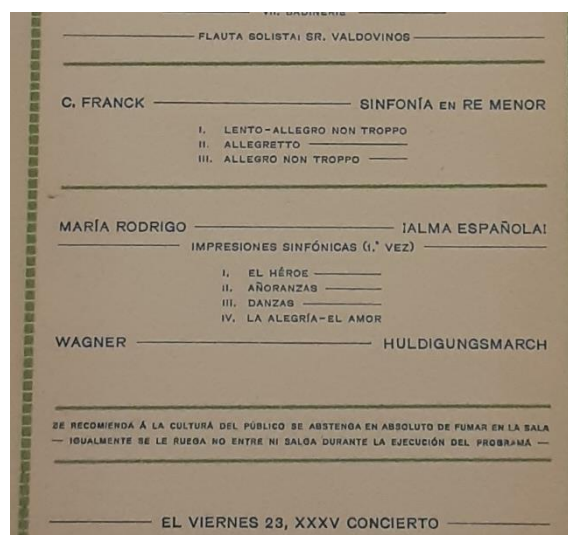 VII. BADINERIE
FLAUTA SOLISTA: SR. VALDOVINOS
C. FRANCK — SINFONÍA EN RE MENOR
I. LENTO-ALLEGRO NON TROPPO
II. ALLEGRETTO
III. ALLEGRO NON TROPPO
MARÍA RODRIGO — ¡ALMA ESPAÑOLA!
IMPRESIONES SINFÓNICAS (1.ª VEZ)
I. EL HÉROE
II. AÑORANZAS
III. DANZAS
IV. LA ALEGRÍA-EL AMOR
WAGNER — HULDIGUNGSMARCH
SE RECOMIENDA Á LA CULTURA DEL PÚBLICO SE ABSTENGA EN ABSOLUTO DE FUMAR EN LA SALA
— IGUALMENTE SE LE RUEGA NO ENTRE NI SALGA DURANTE LA EJECUCIÓN DEL PROGRAMA —
EL VIERNES 23, XXXV CONCIERTO